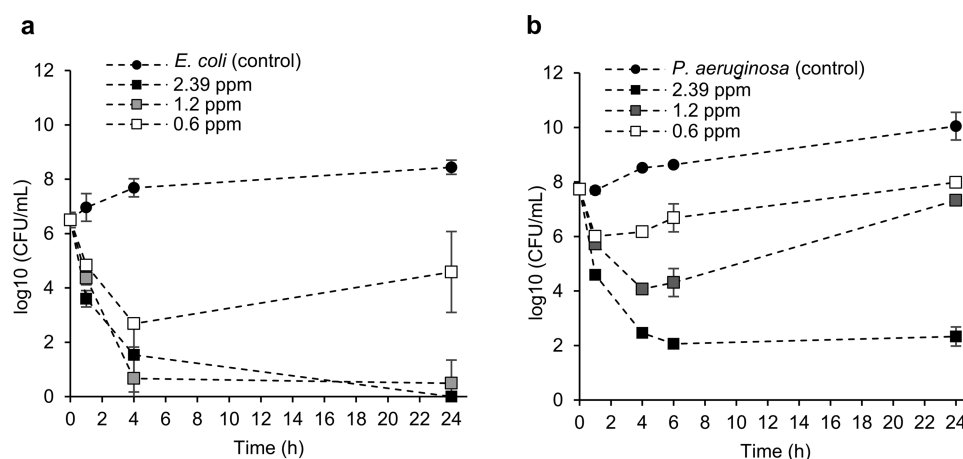 a
E. coli (control)
2.39 ppm
1.2 ppm
0.6 ppm
12
10
8
6
4
2
0
log10 (CFU/mL)
0 2 4 6 8 10 12 14 16 18 20 22 24
Time (h)
b
P. aeruginosa (control)
2.39 ppm
1.2 ppm
0.6 ppm
12
10
8
6
4
2
0
log10 (CFU/mL)
0 2 4 6 8 10 12 14 16 18 20 22 24
Time (h)